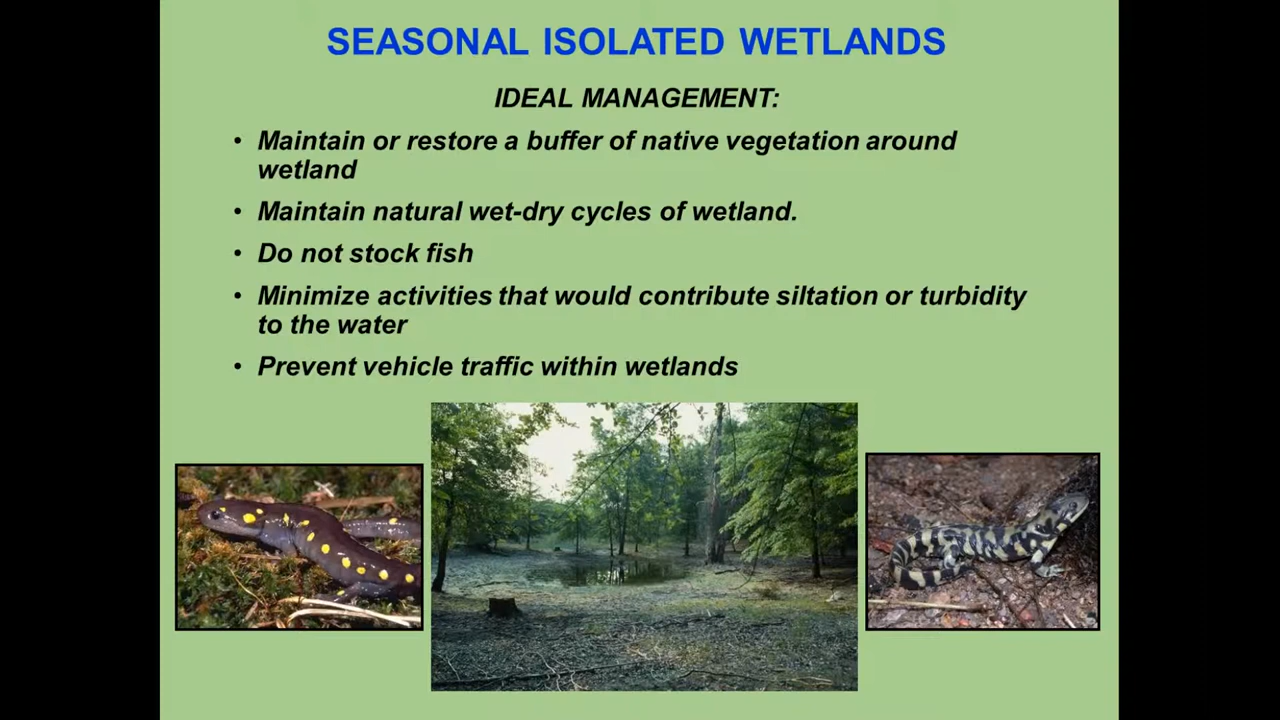 SEASONAL ISOLATED WETLANDS
IDEAL MANAGEMENT:
• Maintain or restore a buffer of native vegetation around
wetland
• Maintain natural wet-dry cycles of wetland.
• Do not stock fish
• Minimize activities that would contribute siltation or turbidity
to the water
• Prevent vehicle traffic within wetlands